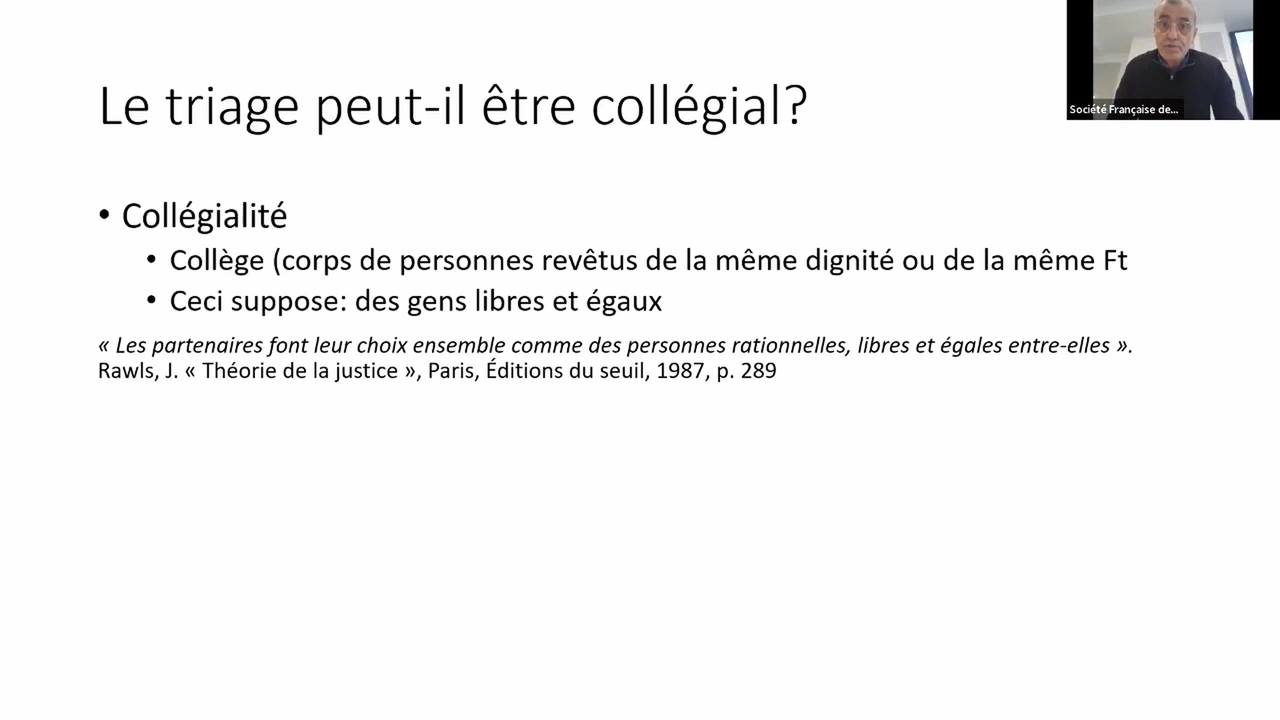 Le triage peut-il être collégial?
Société Française de...
• Collégialité
• Collège (corps de personnes revêtus de la même dignité ou de la même Ft
• Ceci suppose: des gens libres et égaux
« Les partenaires font leur choix ensemble comme des personnes rationnelles, libres et égales entre-elles ».
Rawls, J. « Théorie de la justice », Paris, Éditions du seuil, 1987, p. 289